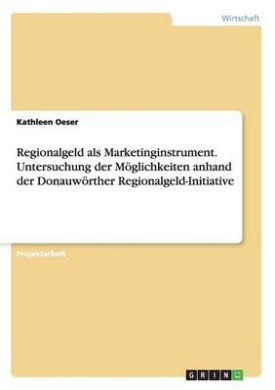 Wirtschaft
Kathleen Oeser
Regionalgeld als Marketinginstrument.
Untersuchung der Möglichkeiten anhand
der Donauwörther Regionalgeld-Initiative
Projektarbeit
GRIN